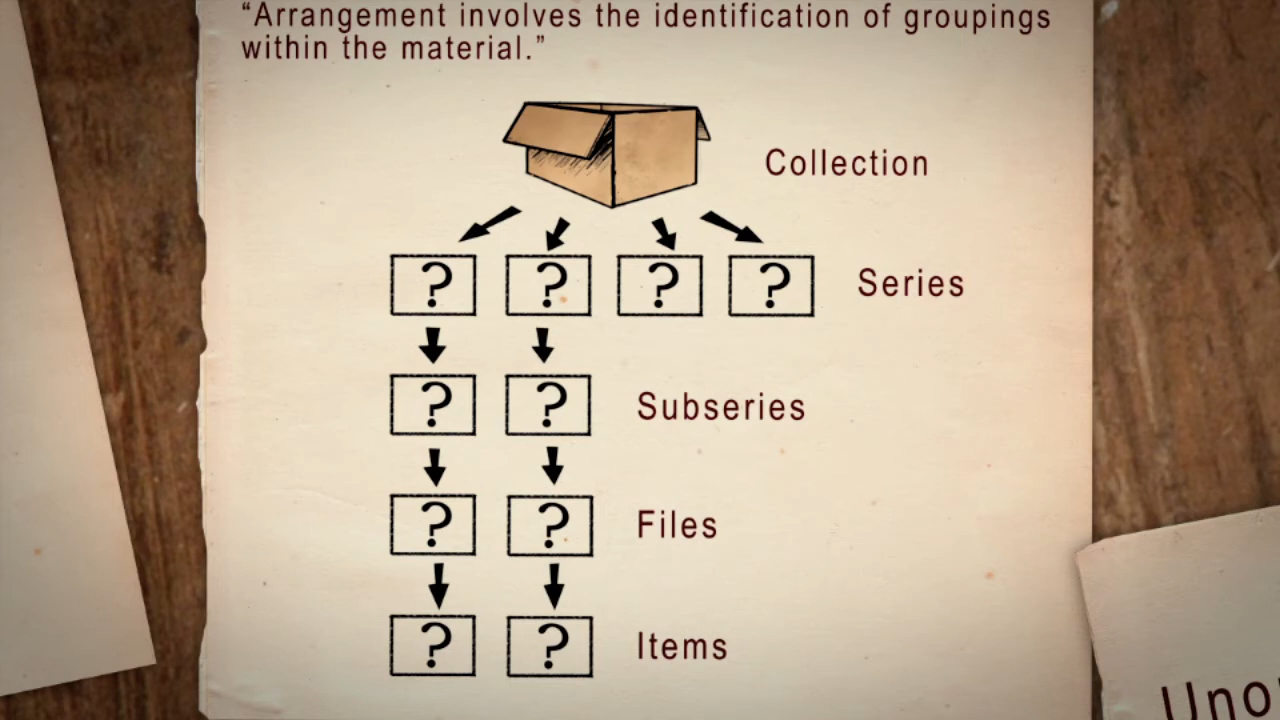 “Arrangement involves the identification of groupings
within the material.”
Collection
? ? ? ? Series
? ? Subseries
? ? Files
? ? Items